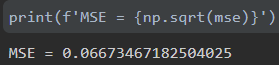 print(f'MSE = {np.sqrt(mse)}')
MSE = 0.06673467182504025